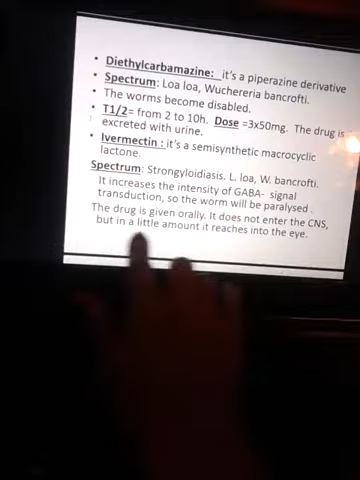 • Diethylcarbamazine: it's a piperazine derivative
• Spectrum: Loa loa, Wuchereria bancrofti.
• The worms become disabled.
• T1/2= from 2 to 10h. Dose =3x50mg. The drug is
excreted with urine.
• Ivermectin : it's a semisynthetic macrocyclic
lactone.
Spectrum: Strongyloidiasis. L. loa, W. bancrofti.
It increases the intensity of GABA- signal
transduction, so the worm will be paralysed .
The drug is given orally. It does not enter the CNS,
but in a little amount it reaches into the eye.